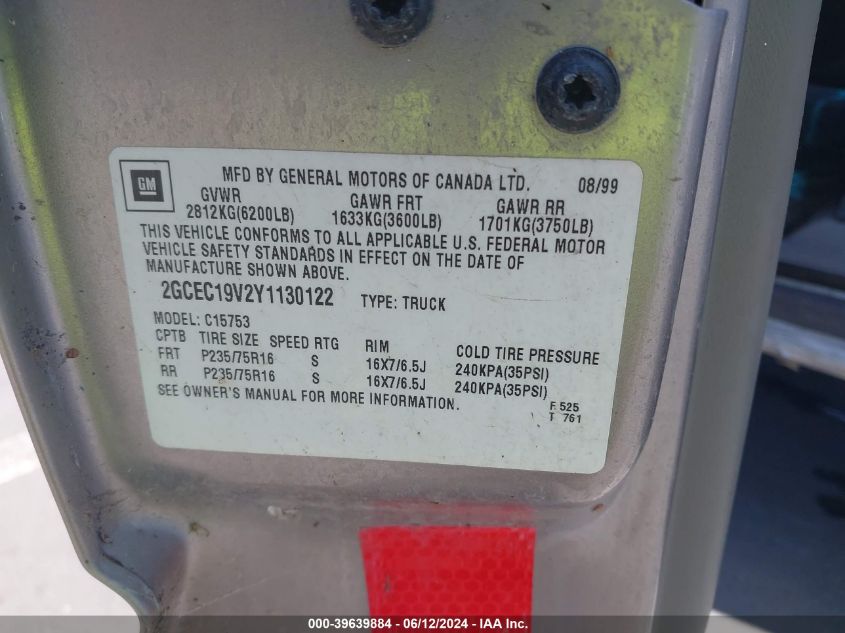 GM
MFD BY GENERAL MOTORS OF CANADA LTD. 08/99
GVWR GAWR FRT GAWR RR
2812KG(6200LB) 1633KG(3600LB) 1701KG(3750LB)
THIS VEHICLE CONFORMS TO ALL APPLICABLE U.S. FEDERAL MOTOR
VEHICLE SAFETY STANDARDS IN EFFECT ON THE DATE OF
MANUFACTURE SHOWN ABOVE.
2GCEC19V2Y1130122 TYPE: TRUCK
MODEL: C15753
CPTB TIRE SIZE SPEED RTG RIM COLD TIRE PRESSURE
FRT P235/75R16 S 16X7/6.5J 240KPA(35PSI)
RR P235/75R16 S 16X7/6.5J 240KPA(35PSI)
SEE OWNER'S MANUAL FOR MORE INFORMATION.
F 525
T 761
000-39639884 / 06/12/2024 - IAA Inc.